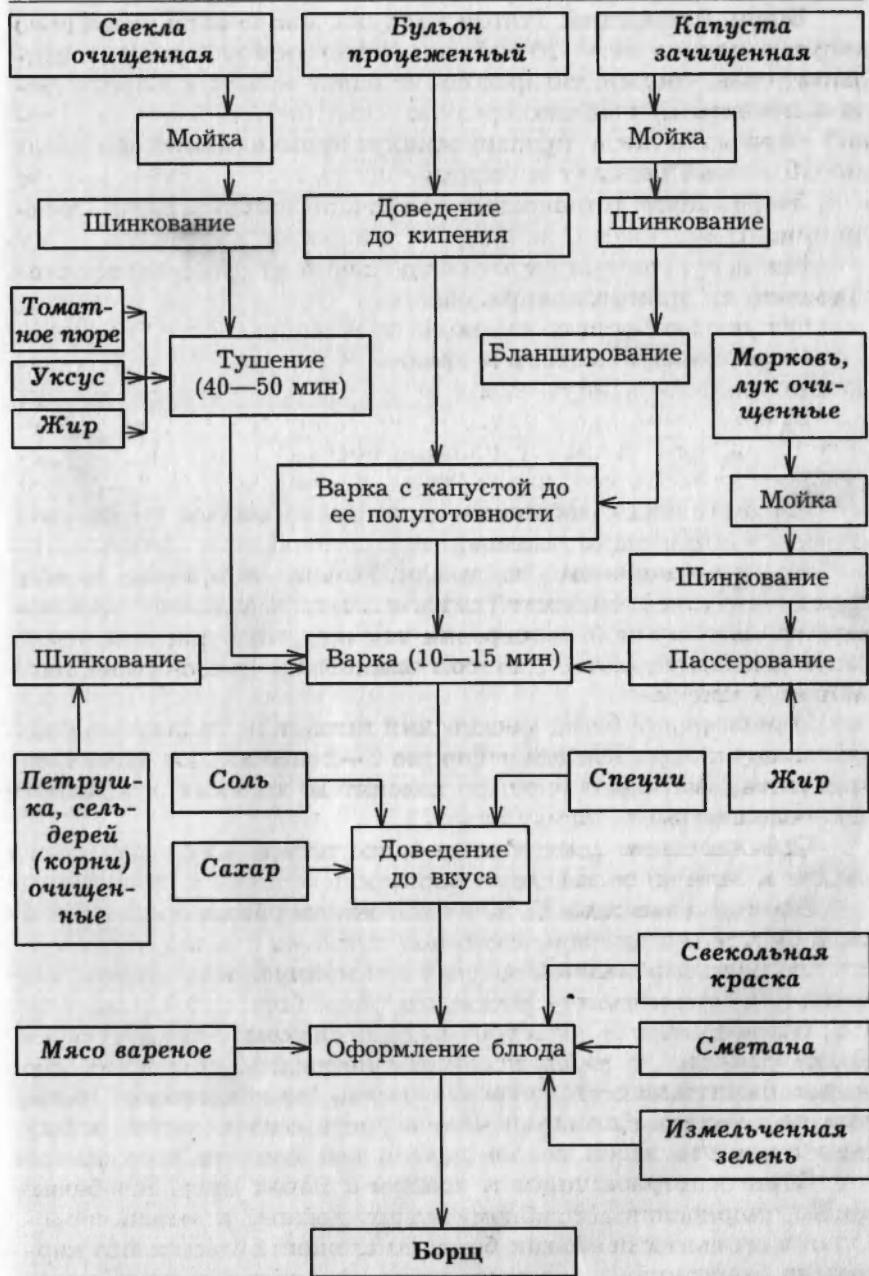 Свекла
очищенная
Бульон
процеженный
Капуста
зачищенная
Мойка
Мойка
Шинкование
Доведение
до кипения
Шинкование
Томат-
ное пюре
Уксус
Жир
Тушение
(40—50 мин)
Бланширование
Морковь,
лук очи-
щенные
Варка с капустой до
ее полуготовности
Мойка
Шинкование
Шинкование
Варка (10—15 мин)
Пассерование
Петруш-
ка, сель-
дерей
(корни)
очищен-
ные
Соль
Специи
Жир
Сахар
Доведение
до вкуса
Свекольная
краска
Мясо вареное
Оформление блюда
Сметана
Измельченная
зелень
Борщ